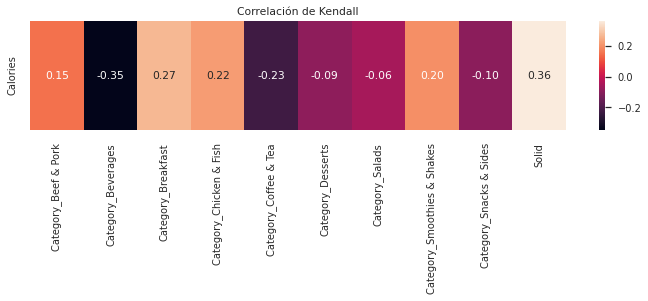 Correlación de Kendall
Calories
0.15 -0.35 0.27 0.22 -0.23 -0.09 -0.06 0.20 -0.10 0.36
Category_Beef & Pork
Category_Beverages
Category_Breakfast
Category_Chicken & Fish
Category_Coffee & Tea
Category_Desserts
Category_Salads
Category_Smoothies & Shakes
Category_Snacks & Sides
Solid
0.2
0.0
−0.2